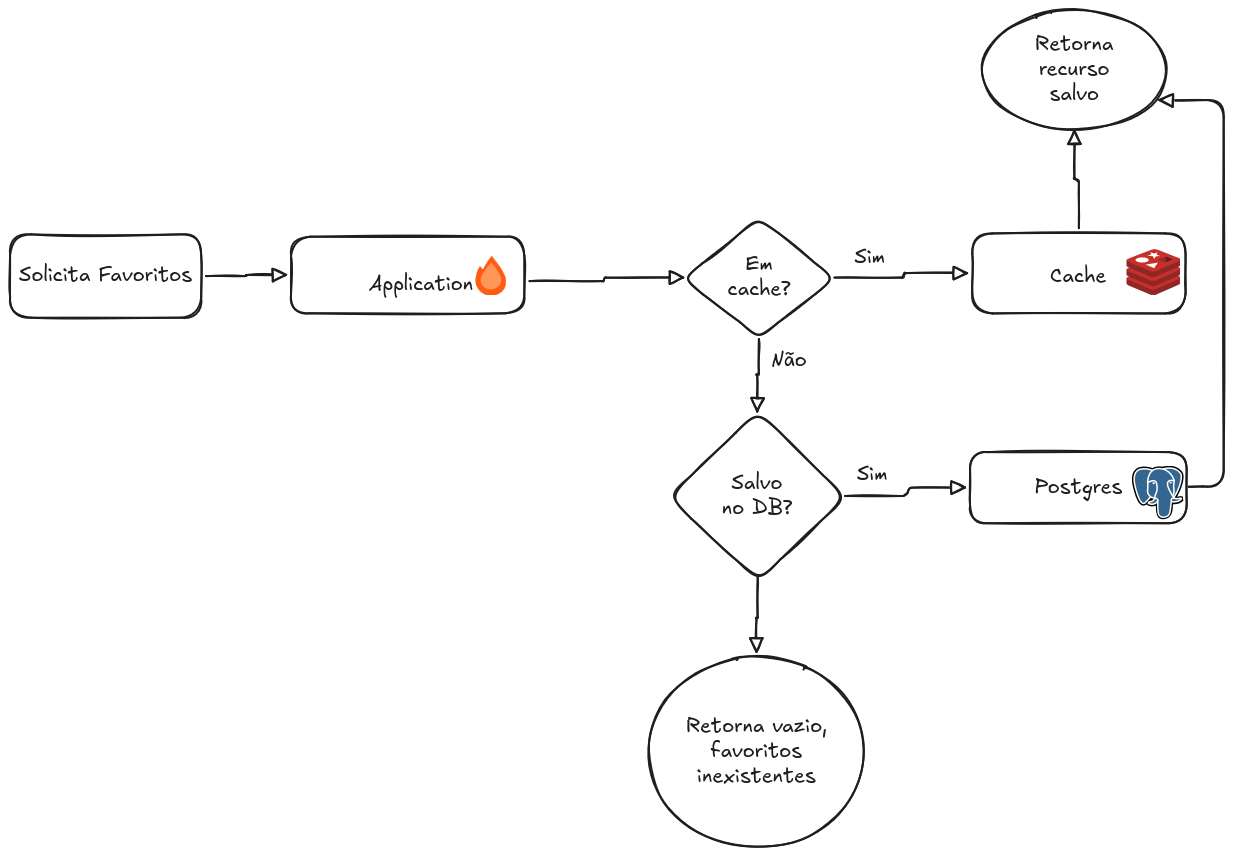 Retorna
recurso
salvo
Solicita Favoritos
Application
Em
cache?
Sim
Cache
Não
Salvo
no DB?
Sim
Postgres
Retorna vazio,
favoritos
inexistentes